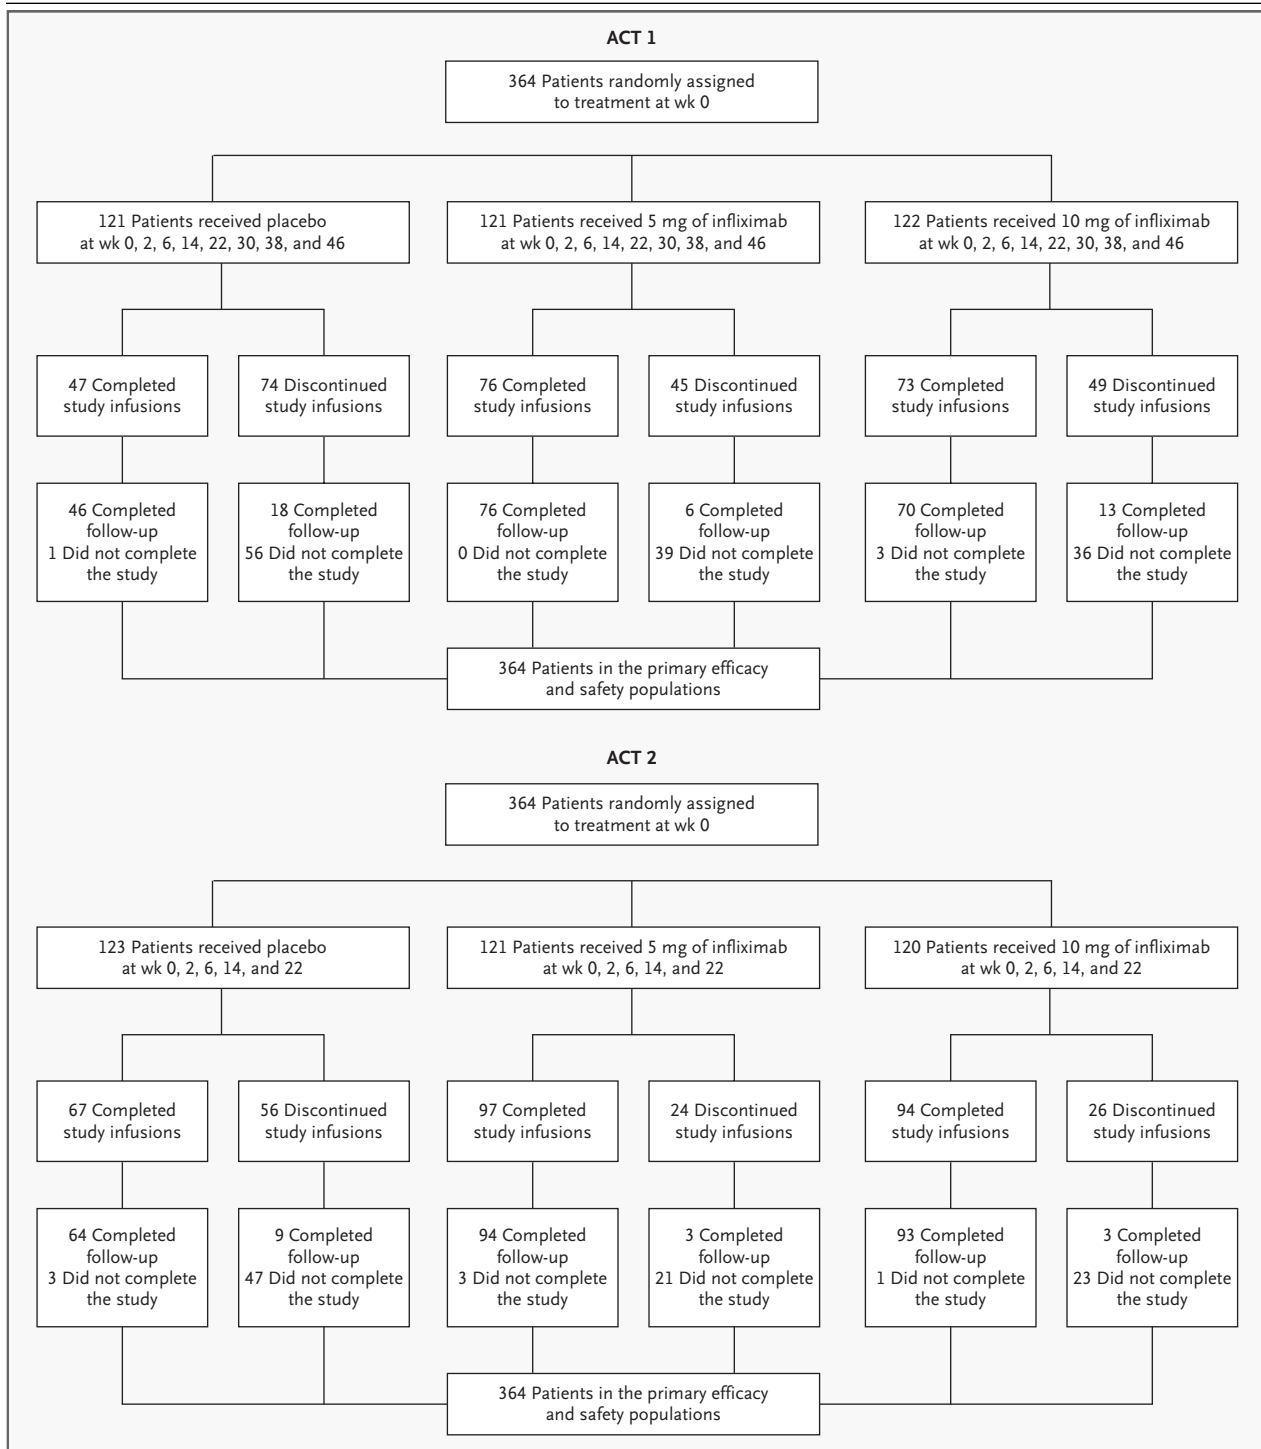 ACT 1
364 Patients randomly assigned
to treatment at wk 0
121 Patients received placebo
at wk 0, 2, 6, 14, 22, 30, 38, and 46
121 Patients received 5 mg of infliximab
at wk 0, 2, 6, 14, 22, 30, 38, and 46
122 Patients received 10 mg of infliximab
at wk 0, 2, 6, 14, 22, 30, 38, and 46
47 Completed
study infusions
74 Discontinued
study infusions
76 Completed
study infusions
45 Discontinued
study infusions
73 Completed
study infusions
49 Discontinued
study infusions
46 Completed
follow-up
1 Did not complete
the study
18 Completed
follow-up
56 Did not complete
the study
76 Completed
follow-up
0 Did not complete
the study
6 Completed
follow-up
39 Did not complete
the study
70 Completed
follow-up
3 Did not complete
the study
13 Completed
follow-up
36 Did not complete
the study
364 Patients in the primary efficacy
and safety populations
ACT 2
364 Patients randomly assigned
to treatment at wk 0
123 Patients received placebo
at wk 0, 2, 6, 14, and 22
121 Patients received 5 mg of infliximab
at wk 0, 2, 6, 14, and 22
120 Patients received 10 mg of infliximab
at wk 0, 2, 6, 14, and 22
67 Completed
study infusions
56 Discontinued
study infusions
97 Completed
study infusions
24 Discontinued
study infusions
94 Completed
study infusions
26 Discontinued
study infusions
64 Completed
follow-up
3 Did not complete
the study
9 Completed
follow-up
47 Did not complete
the study
94 Completed
follow-up
3 Did not complete
the study
3 Completed
follow-up
21 Did not complete
the study
93 Completed
follow-up
1 Did not complete
the study
3 Completed
follow-up
23 Did not complete
the study
364 Patients in the primary efficacy
and safety populations